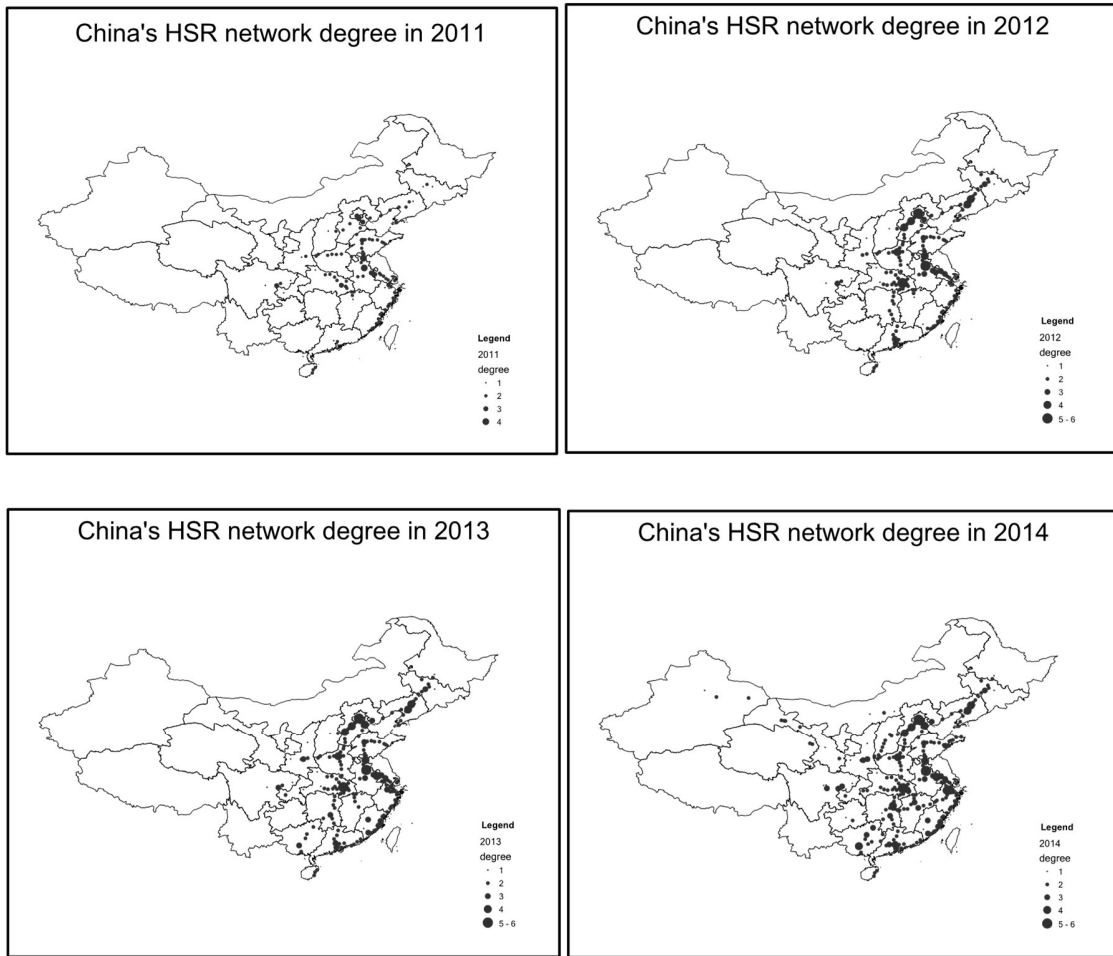 China's HSR network degree in 2011
Legend
2011
degree
1
2
3
4
China's HSR network degree in 2012
Legend
2012
degree
1
2
3
4
5 - 6
China's HSR network degree in 2013
Legend
2013
degree
1
2
3
4
5 - 6
China's HSR network degree in 2014
Legend
2014
degree
1
2
3
4
5 - 6